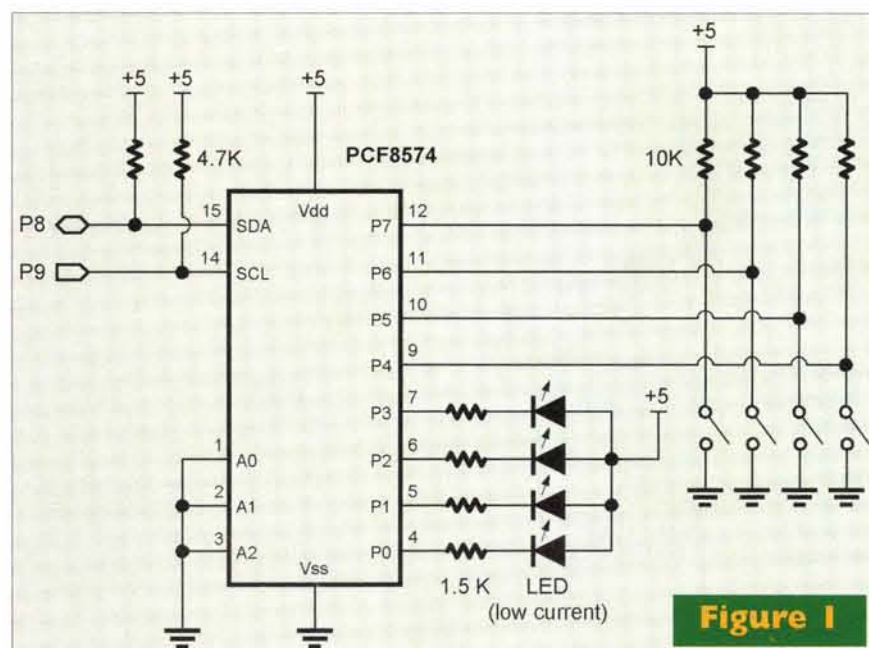 +5
+5 +5 +5
4.7K
PCF8574
10K
P8
15
SDA
Vdd
P7
12
P9
14
SCL
P6
11
P5
10
P4
9
P3
7
+5
1
A0
P2
6
2
A1
P1
5
3
A2
P0
4
Vss
1.5 K
LED
(low current)
Figure 1